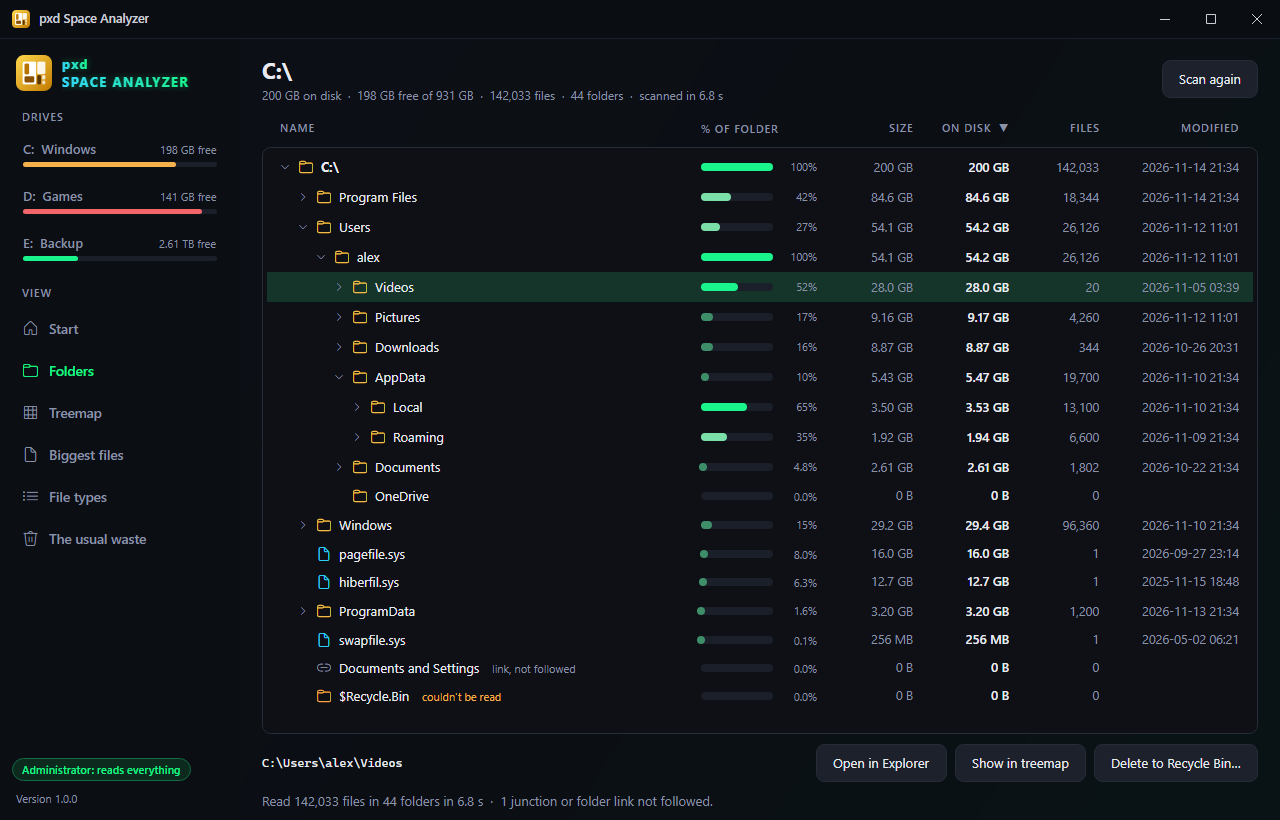 pxd Space Analyzer
pxd
SPACE ANALYZER
DRIVES
C: Windows 198 GB free
D: Games 141 GB free
E: Backup 2.61 TB free
VIEW
Start
Folders
Treemap
Biggest files
File types
The usual waste
Administrator: reads everything
Version 1.0.0
C:\
200 GB on disk · 198 GB free of 931 GB · 142,033 files · 44 folders · scanned in 6.8 s
Scan again
NAME % OF FOLDER SIZE ON DISK ▼ FILES MODIFIED
C:\ 100% 200 GB 200 GB 142,033 2026-11-14 21:34
Program Files 42% 84.6 GB 84.6 GB 18,344 2026-11-14 21:34
Users 27% 54.1 GB 54.2 GB 26,126 2026-11-12 11:01
alex 100% 54.1 GB 54.2 GB 26,126 2026-11-12 11:01
Videos 52% 28.0 GB 28.0 GB 20 2026-11-05 03:39
Pictures 17% 9.16 GB 9.17 GB 4,260 2026-11-12 11:01
Downloads 16% 8.87 GB 8.87 GB 344 2026-10-26 20:31
AppData 10% 5.43 GB 5.47 GB 19,700 2026-11-10 21:34
Local 65% 3.50 GB 3.53 GB 13,100 2026-11-10 21:34
Roaming 35% 1.92 GB 1.94 GB 6,600 2026-11-09 21:34
Documents 4.8% 2.61 GB 2.61 GB 1,802 2026-10-22 21:34
OneDrive 0.0% 0 B 0 B 0
Windows 15% 29.2 GB 29.4 GB 96,360 2026-11-10 21:34
pagefile.sys 8.0% 16.0 GB 16.0 GB 1 2026-09-27 23:14
hiberfil.sys 6.3% 12.7 GB 12.7 GB 1 2025-11-15 18:48
ProgramData 1.6% 3.20 GB 3.20 GB 1,200 2026-11-13 21:34
swapfile.sys 0.1% 256 MB 256 MB 1 2026-05-02 06:21
Documents and Settings link, not followed 0.0% 0 B 0 B 0
$Recycle.Bin couldn't be read 0.0% 0 B 0 B 0
C:\Users\alex\Videos
Open in Explorer
Show in treemap
Delete to Recycle Bin...
Read 142,033 files in 44 folders in 6.8 s · 1 junction or folder link not followed.